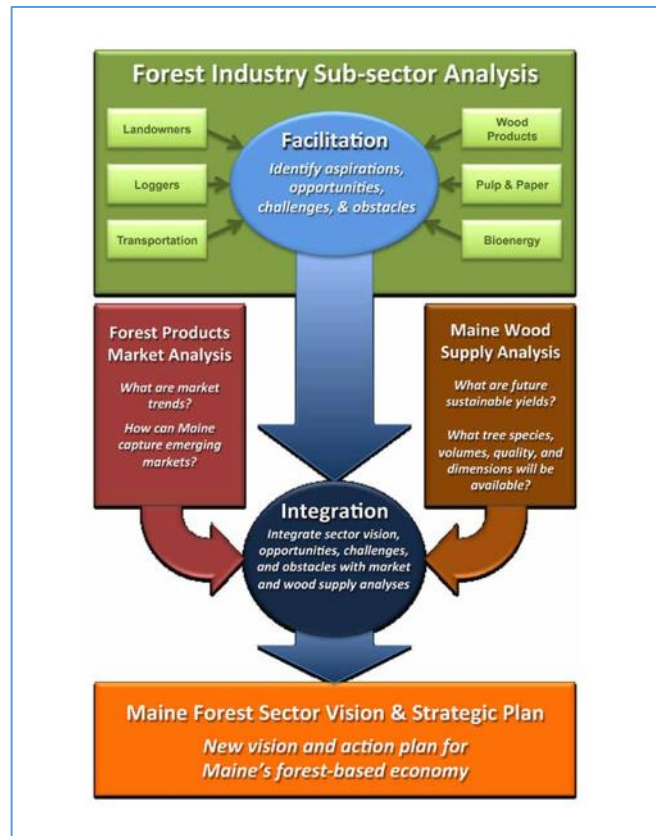 Forest Industry Sub-sector Analysis
Landowners
Loggers
Transportation
Facilitation
Identify aspirations,
opportunities,
challenges, & obstacles
Wood
Products
Pulp & Paper
Bioenergy
Forest Products
Market Analysis
What are market
trends?
How can Maine
capture emerging
markets?
Maine Wood
Supply Analysis
What are future
sustainable yields?
What tree species,
volumes, quality, and
dimensions will be
available?
Integration
Integrate sector vision,
opportunities, challenges,
and obstacles with market
and wood supply analyses
Maine Forest Sector Vision & Strategic Plan
New vision and action plan for
Maine's forest-based economy